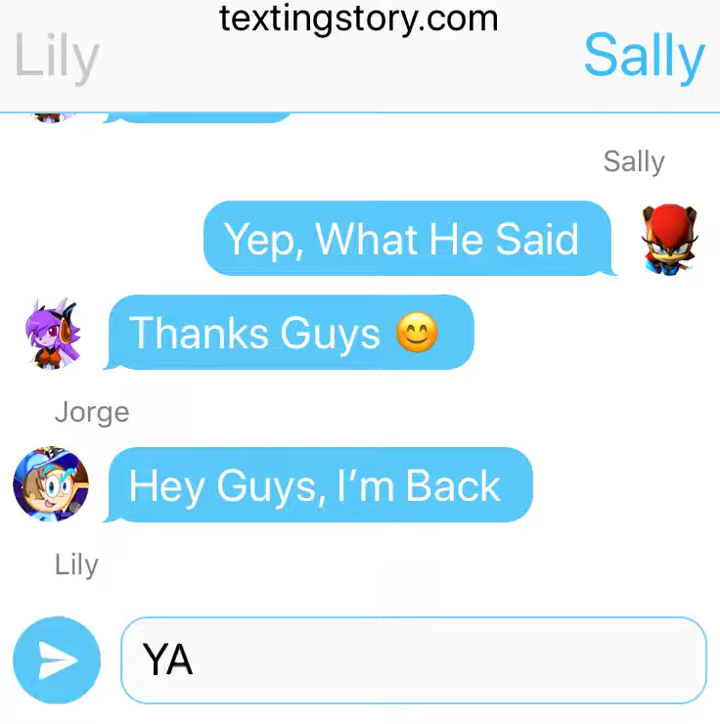 textingstory.com
Lily
Sally
Sally
Yep, What He Said
Thanks Guys 😊
Jorge
Hey Guys, I’m Back
Lily
YA